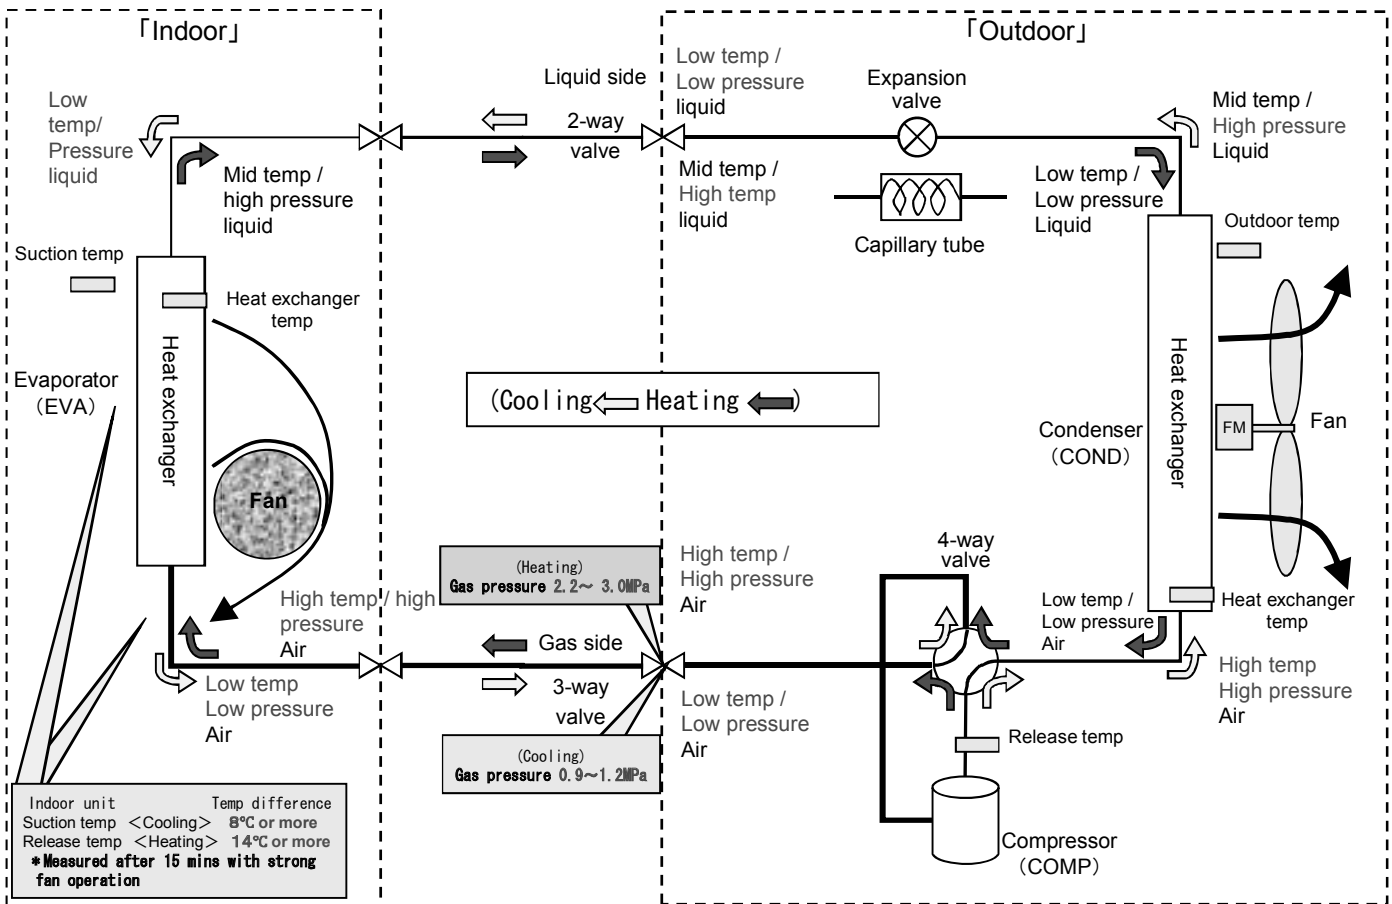 「Indoor」
「Outdoor」
Low
temp/
Pressure
liquid
Mid temp /
high pressure
liquid
Liquid side
2-way
valve
Low temp /
Low pressure
liquid
Mid temp /
High temp
liquid
Expansion
valve
Capillary tube
Low temp /
Low pressure
Liquid
Mid temp /
High pressure
Liquid
Suction temp
Heat exchanger
temp
Outdoor temp
Heat exchanger
Evaporator
（EVA）
Fan
(Cooling Heating )
Condenser
（COND）
Heat exchanger
FM
Fan
(Heating)
Gas pressure 2.2～ 3.0MPa
High temp /
High pressure
Air
4-way
valve
Low temp /
Low pressure
Air
Heat exchanger
temp
High temp / high
pressure
Air
Gas side
3-way
valve
Low temp
Low pressure
Air
Low temp /
Low pressure
Air
High temp
High pressure
Air
(Cooling)
Gas pressure 0.9～1.2MPa
Release temp
Compressor
（COMP）
Indoor unit Temp difference
Suction temp ＜Cooling＞ 8℃ or more
Release temp ＜Heating＞ 14℃ or more
＊Measured after 15 mins with strong
fan operation